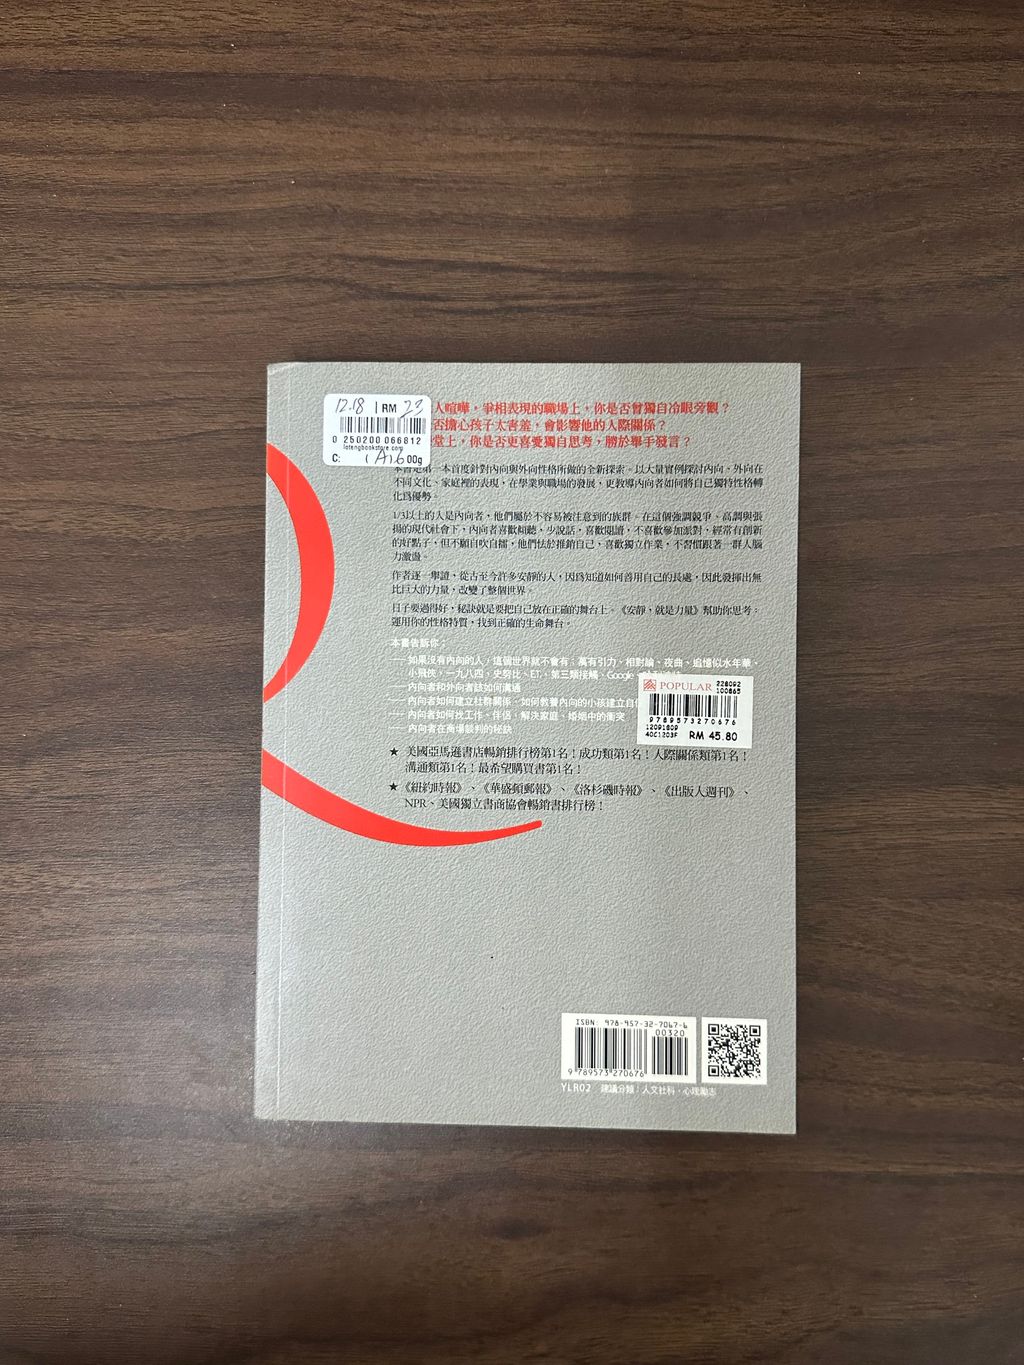 12.18 | RM 23
0 250200 066812
lotengbookstore.com
C: 1A1.6 00g
人喧嘩，爭相表現的職場上，你是否曾獨自冷眼旁觀？
否擔心孩子太害羞，會影響他的人際關係？
堂上，你是否更喜愛獨自思考，勝於舉手發言？
本書是第一本首度針對內向與外向性格所做的全新探索。以大量實例探討內向、外向在
不同文化、家庭裡的表現，在學業與職場的發展，更教導內向者如何將自己獨特性格轉
化為優勢。
1/3以上的人是內向者，他們屬於不容易被注意到的族群。在這個強調競爭、高調與張
揚的現代社會下，內向者喜歡傾聽，少說話，喜歡閱讀，不喜歡參加派對，經常有創新
的好點子，但不願自吹自擂，他們怯於推銷自己，喜歡獨立作業，不習慣跟著一群人腦
力激盪。
作者逐一舉證，從古至今許多安靜的人，因為知道如何善用自己的長處，因此發揮出無
比巨大的力量，改變了整個世界。
日子要過得好，秘訣就是要把自己放在正確的舞台上。《安靜，就是力量》幫助你思考。
運用你的性格特質，找到正確的生命舞台。
本書告訴你：
——如果沒有內向的人，這個世界就不會有：萬有引力、相對論、夜曲、追憶似水年華、
小飛俠、一九八四、史努比、E.T.、第三類接觸、Google、
內向者和外向者該如何溝通
內向者如何建立社群關係、如何教養內向的小孩建立自信
內向者如何找工作、伴侶，解決家庭、婚姻中的衝突
內向者在商場談判的秘訣
POPULAR 228092
100865
9789573270676
12091609
40C1203F RM 45.80
★ 美國亞馬遜書店暢銷排行榜第1名！成功類第1名！人際關係類第1名！
溝通類第1名！最希望購買書第1名！
★《紐約時報》、《華盛頓郵報》、《洛杉磯時報》、《出版人週刊》、
NPR、美國獨立書商協會暢銷書排行榜！
ISBN: 978-957-32-7067-6
00320
9 789573 270676
YLR02 建議分類：人文社科・心理勵志